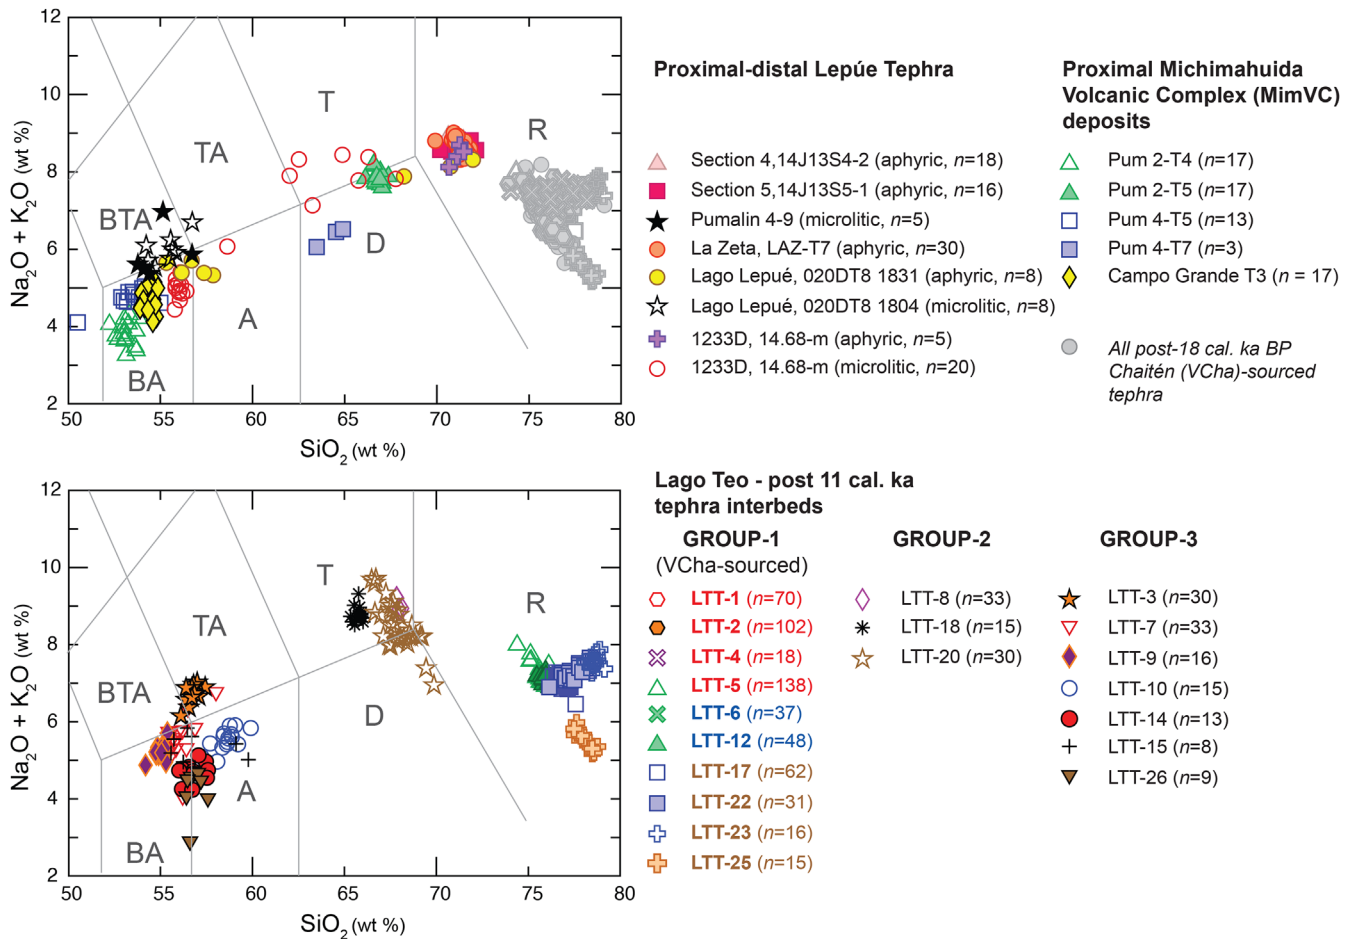 12
10
8
6
4
2
Na2O + K2O (wt %)
T
R
TA
BTA
D
A
BA
50
55
60
65
70
75
80
SiO2 (wt %)
Proximal-distal Lepúe Tephra
Section 4,14J13S4-2 (aphyric, n=18)
Section 5,14J13S5-1 (aphyric, n=16)
Pumalin 4-9 (microlitic, n=5)
La Zeta, LAZ-T7 (aphyric, n=30)
Lago Lepué, 020DT8 1831 (aphyric, n=8)
Lago Lepué, 020DT8 1804 (microlitic, n=8)
1233D, 14.68-m (aphyric, n=5)
1233D, 14.68-m (microlitic, n=20)
Proximal Michimahuida
Volcanic Complex (MimVC)
deposits
Pum 2-T4 (n=17)
Pum 2-T5 (n=17)
Pum 4-T5 (n=13)
Pum 4-T7 (n=3)
Campo Grande T3 (n = 17)
All post-18 cal. ka BP
Chaitén (VCha)-sourced
tephra
12
10
8
6
4
2
Na2O + K2O (wt %)
T
R
TA
BTA
D
A
BA
50
55
60
65
70
75
80
SiO2 (wt %)
Lago Teo - post 11 cal. ka
tephra interbeds
GROUP-1
(VCha-sourced)
LTT-1 (n=70)
LTT-2 (n=102)
LTT-4 (n=18)
LTT-5 (n=138)
LTT-6 (n=37)
LTT-12 (n=48)
LTT-17 (n=62)
LTT-22 (n=31)
LTT-23 (n=16)
LTT-25 (n=15)
GROUP-2
LTT-8 (n=33)
LTT-18 (n=15)
LTT-20 (n=30)
GROUP-3
LTT-3 (n=30)
LTT-7 (n=33)
LTT-9 (n=16)
LTT-10 (n=15)
LTT-14 (n=13)
LTT-15 (n=8)
LTT-26 (n=9)